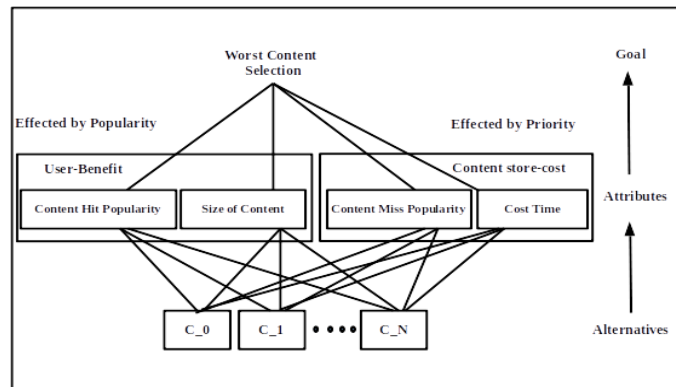 Goal
Worst Content
Selection
Effected by Popularity
Effected by Priority
User-Benefit
Content store-cost
Content Hit Popularity
Size of Content
Content Miss Popularity
Cost Time
Attributes
C_0
C_1
C_N
Alternatives